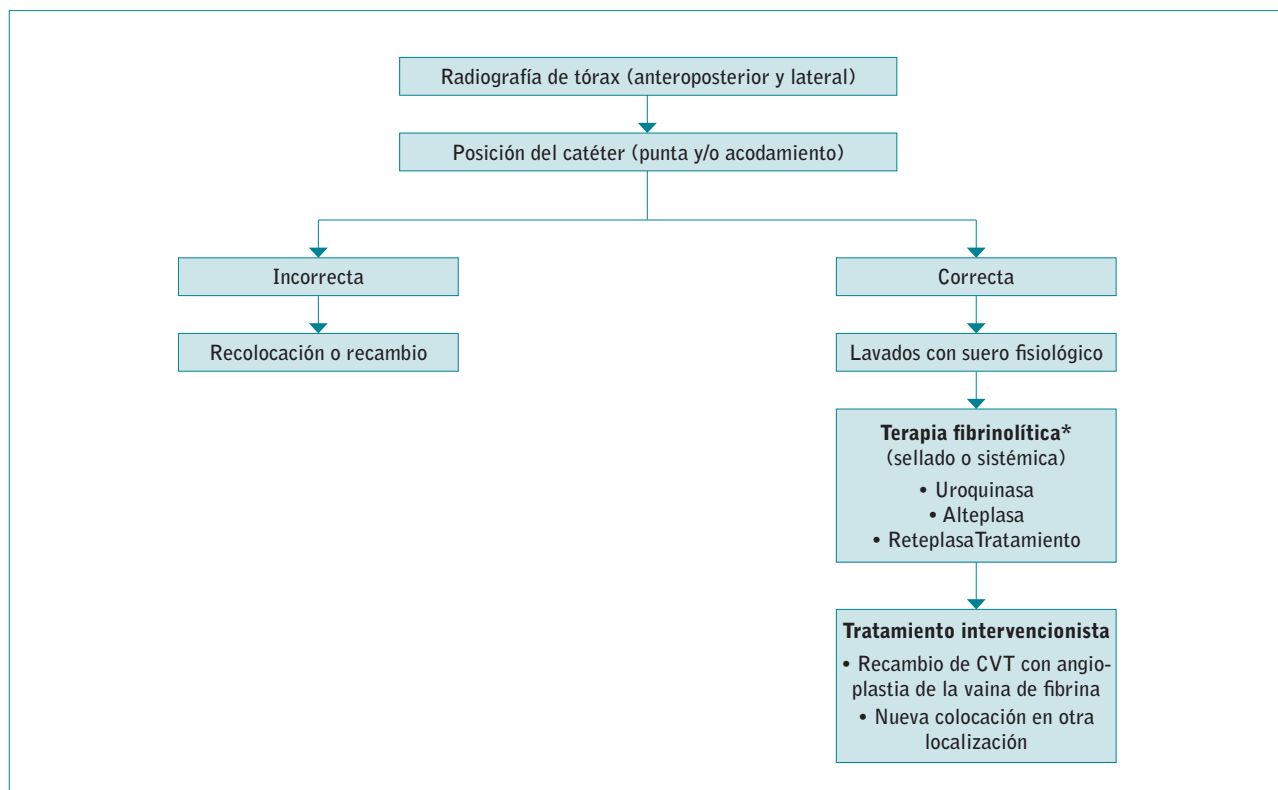 Radiografía de tórax (anteroposterior y lateral)
Posición del catéter (punta y/o acodamiento)
Incorrecta
Recolocación o recambio
Correcta
Lavados con suero fisiológico
Terapia fibrinolítica*
(sellado o sistémica)
• Uroquinasa
• Alteplasa
• ReteplasaTratamiento
Tratamiento intervencionista
• Recambio de CVT con angio-
plastia de la vaina de fibrina
• Nueva colocación en otra
localización